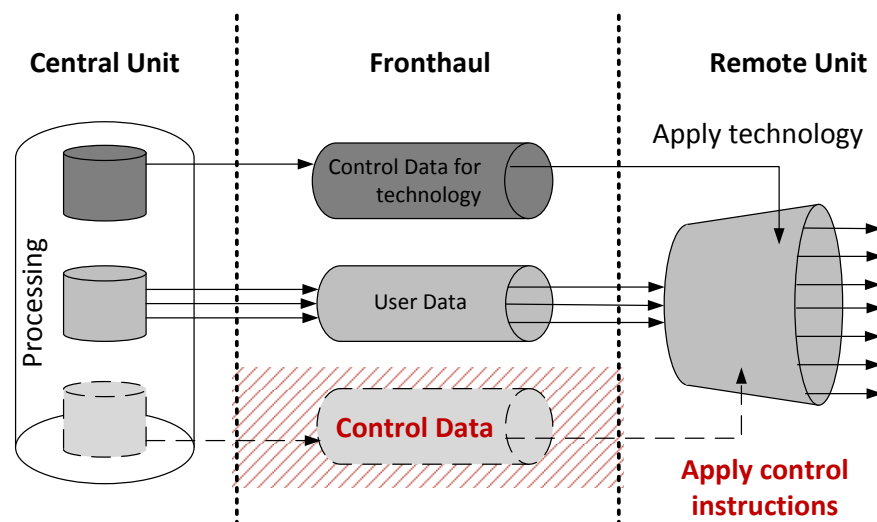 Central Unit
Fronthaul
Remote Unit
Apply technology
Control Data for
technology
Processing
User Data
Control Data
Apply control
instructions